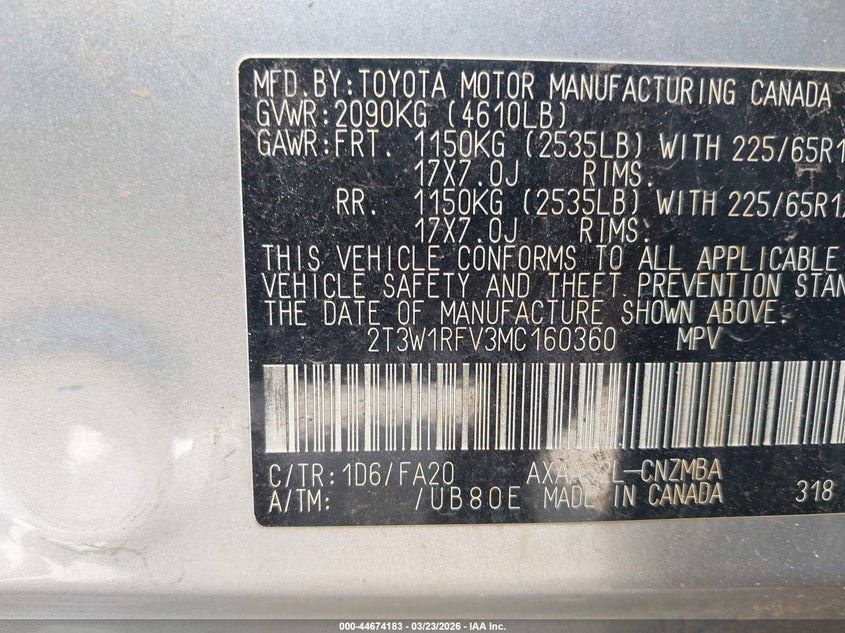 MFD.BY:TOYOTA MOTOR MANUFACTURING CANADA
GVWR:2090KG (4610LB)
GAWR:FRT. 1150KG (2535LB) WITH 225/65R1
17X7.0J RIMS.
RR. 1150KG (2535LB) WITH 225/65R1
17X7.0J RIMS.
THIS VEHICLE CONFORMS TO ALL APPLICABLE
VEHICLE SAFETY AND THEFT PREVENTION STAN
THE DATE OF MANUFACTURE SHOWN ABOVE.
2T3W1RFV3MC160360 MPV
C/TR:1D6/FA20
A/TM: /UB80E MADE IN CANADA 318
000-44674183 - 03/23/2026 - IAA Inc.